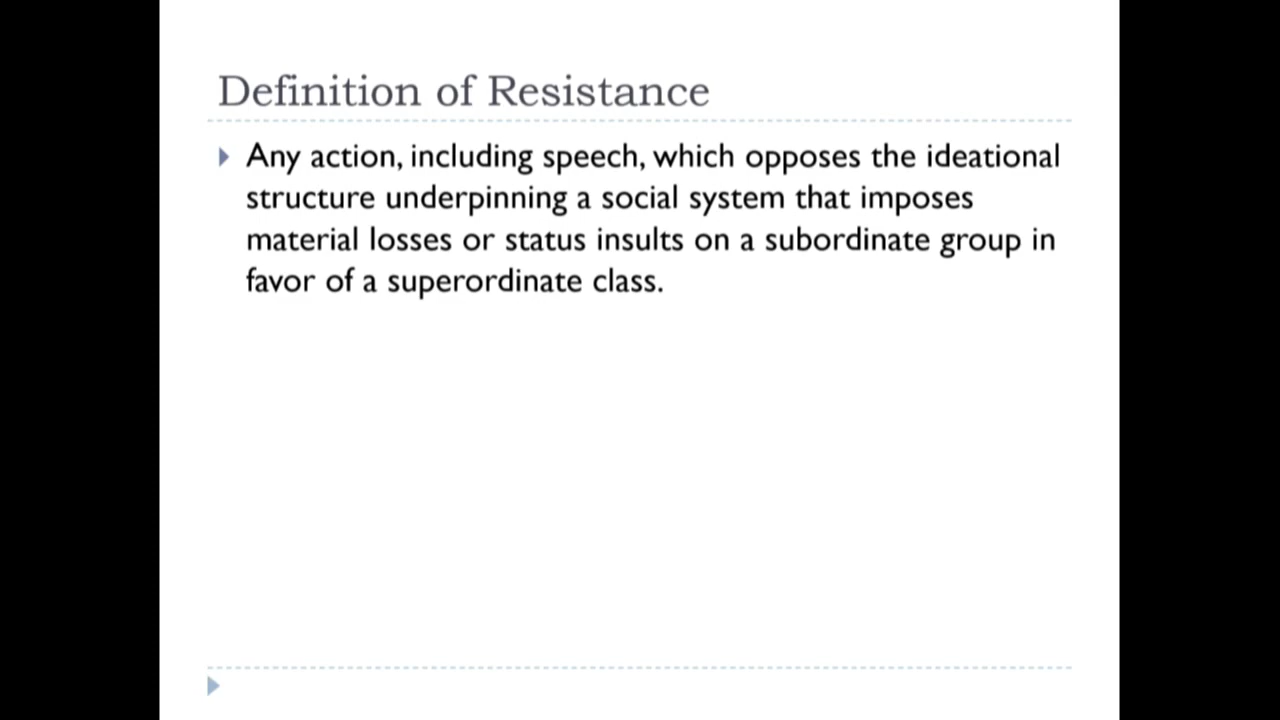 Definition of Resistance
Any action, including speech, which opposes the ideational
structure underpinning a social system that imposes
material losses or status insults on a subordinate group in
favor of a superordinate class.